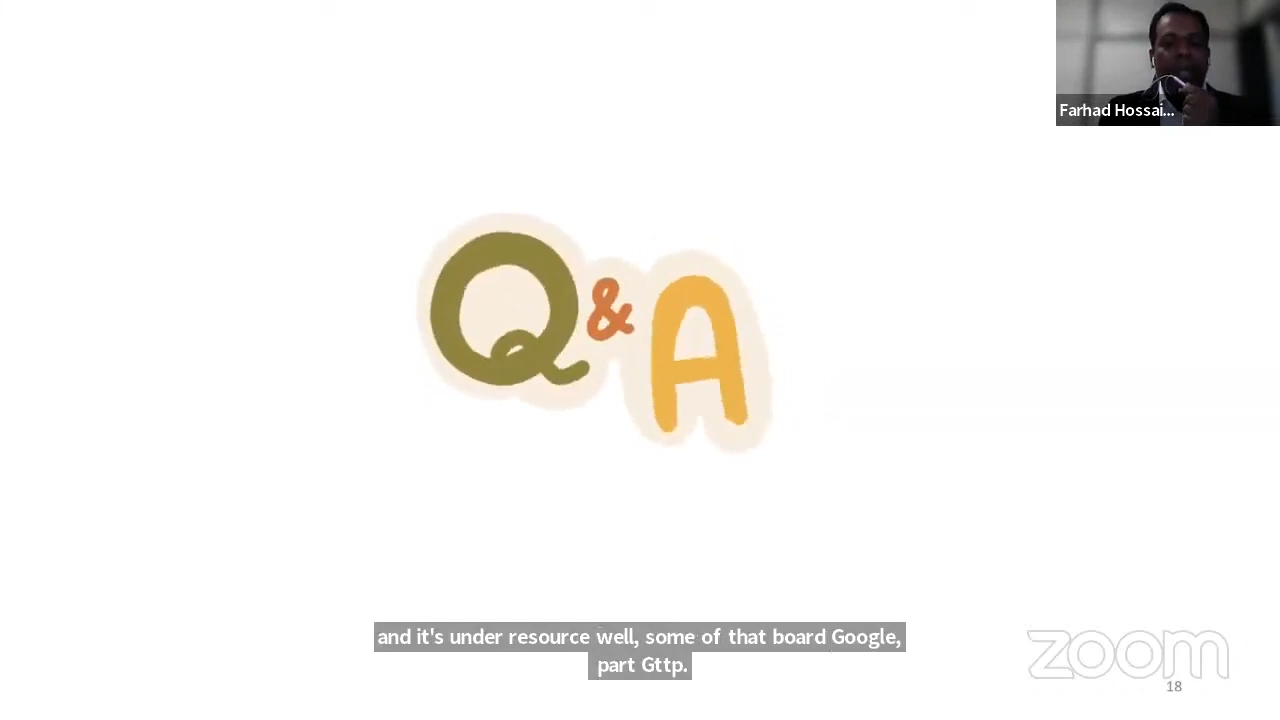 Farhad Hossai...
Q & A
and it's under resource well, some of that board Google,
part Gttp.
zoom
18